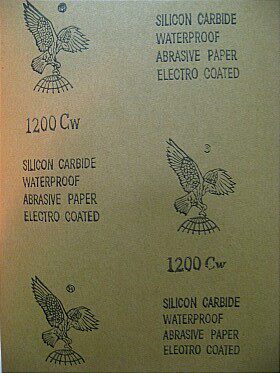 SILICON CARBIDE
WATERPROOF
ABRASIVE PAPER
ELECTRO COATED
1200 Cw
SILICON CARBIDE
WATERPROOF
ABRASIVE PAPER
ELECTRO COATED
1200 Cw
SILICON CARBIDE
WATERPROOF
ABRASIVE PAPER
ELEOTRO COATED